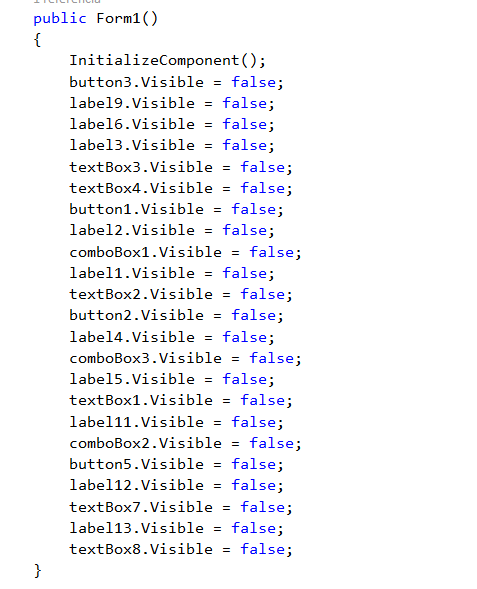 1 referencia
public Form1()
{
InitializeComponent();
button3.Visible = false;
label9.Visible = false;
label6.Visible = false;
label3.Visible = false;
textBox3.Visible = false;
textBox4.Visible = false;
button1.Visible = false;
label2.Visible = false;
comboBox1.Visible = false;
label1.Visible = false;
textBox2.Visible = false;
button2.Visible = false;
label4.Visible = false;
comboBox3.Visible = false;
label5.Visible = false;
textBox1.Visible = false;
label11.Visible = false;
comboBox2.Visible = false;
button5.Visible = false;
label12.Visible = false;
textBox7.Visible = false;
label13.Visible = false;
textBox8.Visible = false;
}